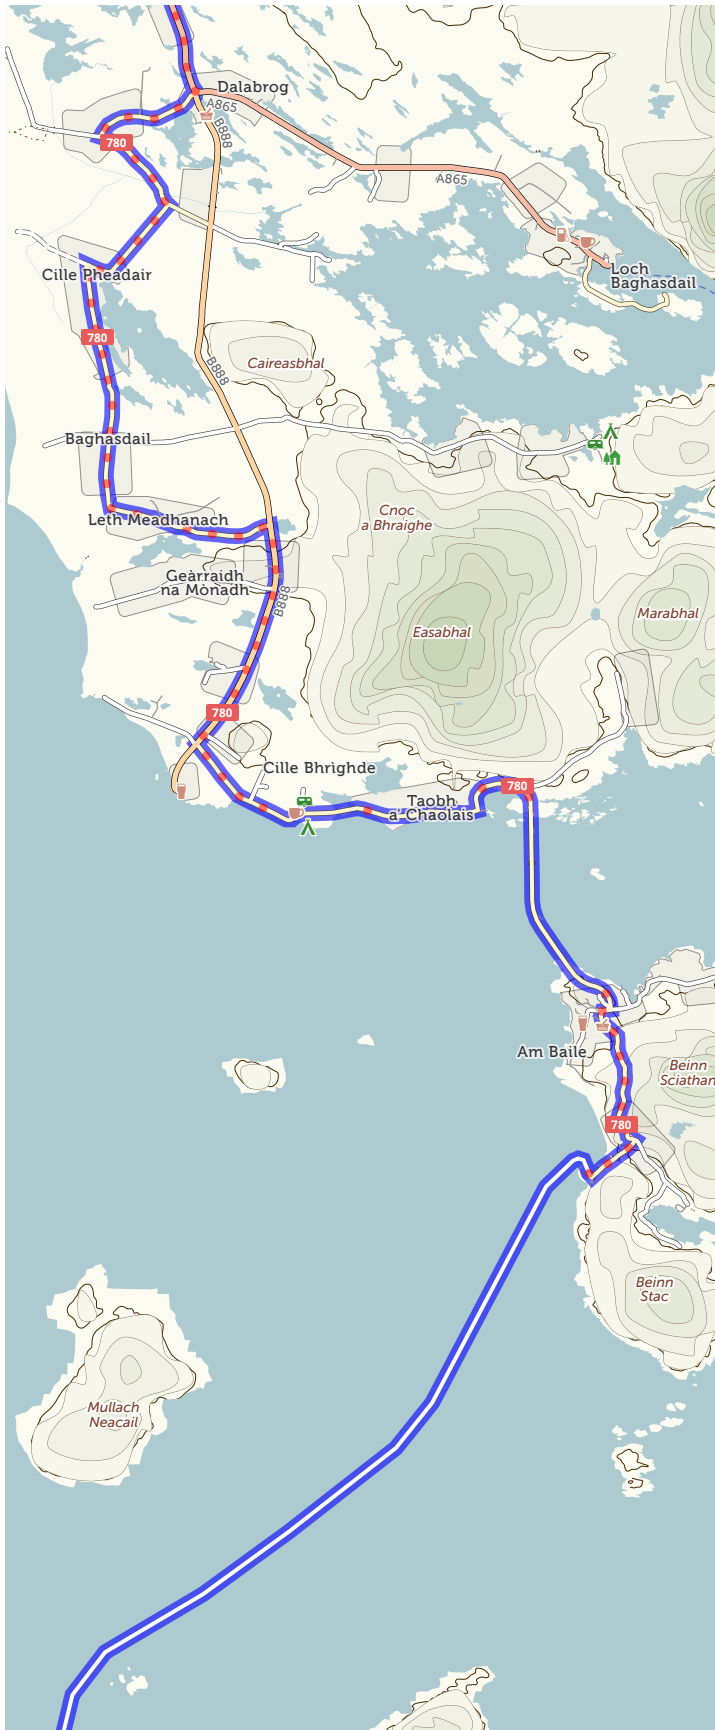 Dalabrog
A865
B888
780
A865
Loch
Baghasdail
Cille Pheadair
780
B888
Caireasbhal
Baghasdail
Cnoc
a Bhraighe
Leth Meadhanach
Geàrraidh
na Mònadh
B888
Marabhal
Easabhal
780
Cille Bhrìghde
780
Taobh
a Chaolais
Am Baile
Beinn
Sciathan
780
Beinn
Stac
Mullach
Neacail